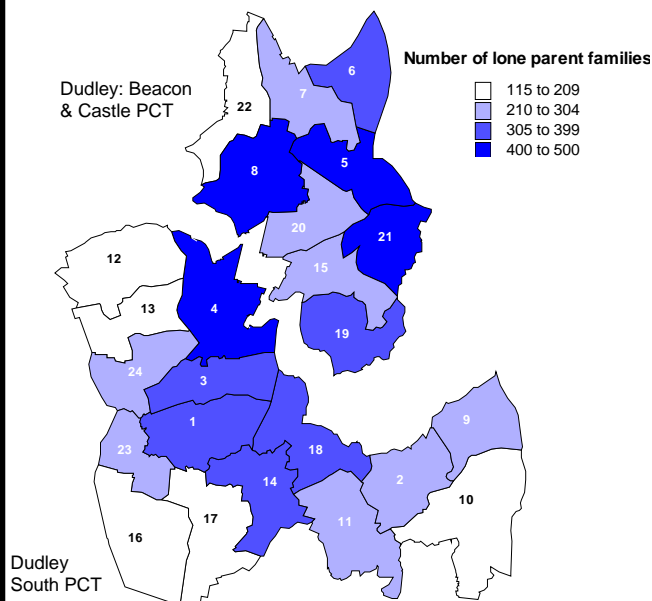 Number of lone parent families
115 to 209
210 to 304
305 to 399
400 to 500
Dudley: Beacon
& Castle PCT
6
7
22
5
8
20
21
12
15
13
4
19
24
3
9
1
23
18
14
2
10
11
17
16
Dudley
South PCT